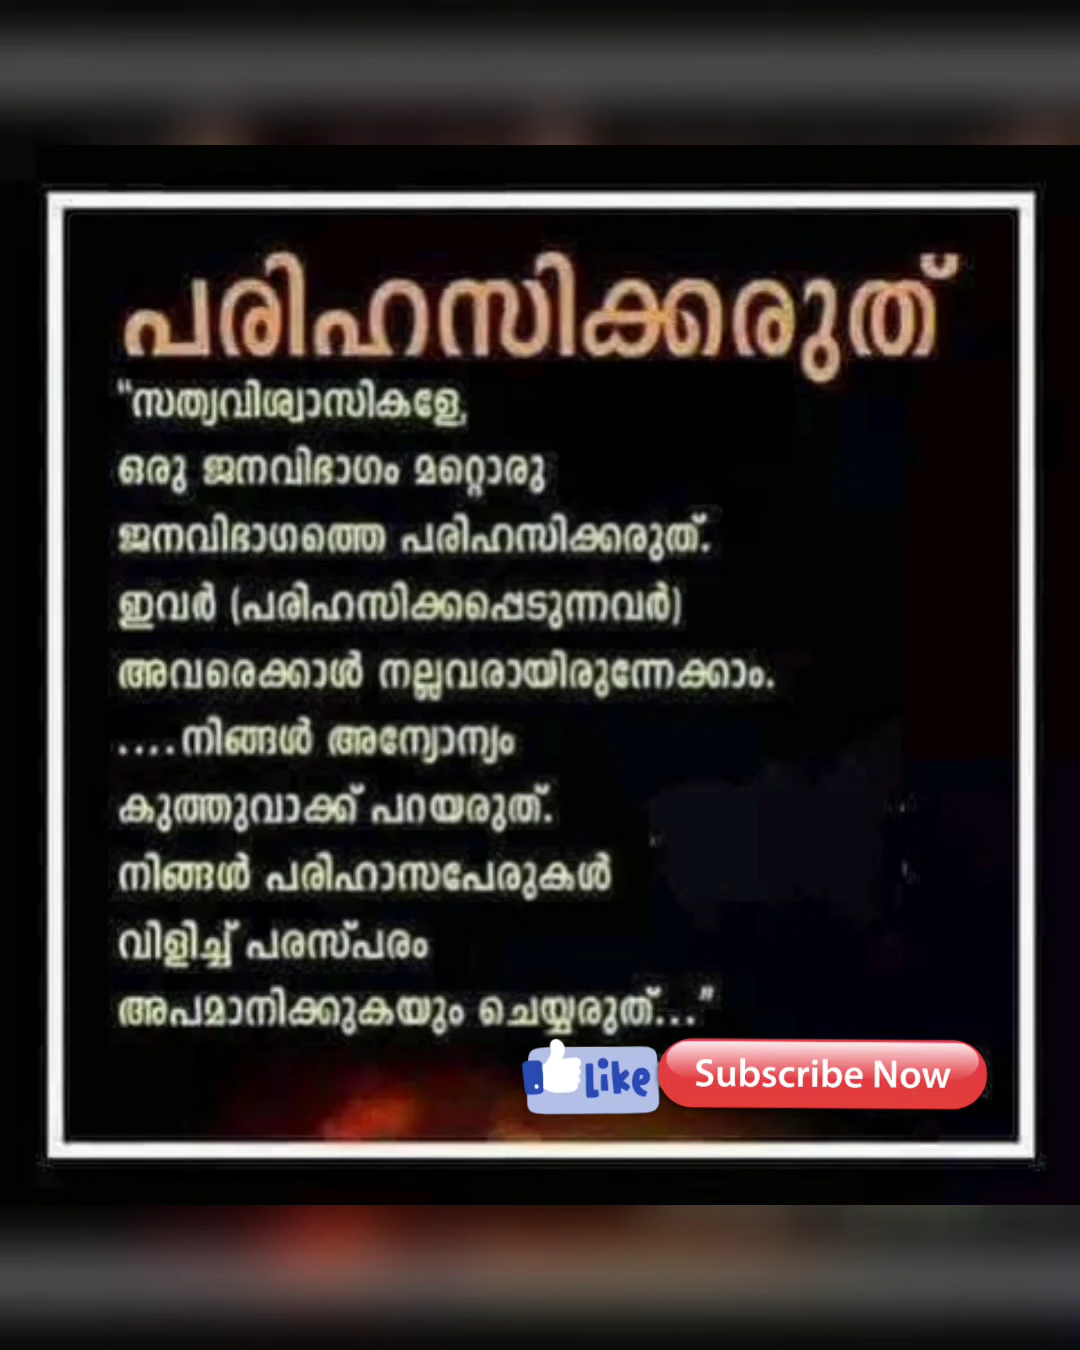 പരിഹസിക്കരുത്
"സത്യവിശ്വാസികളേ,
ഒരു ജനവിഭാഗം മറ്റൊരു
ജനവിഭാഗത്തെ പരിഹസിക്കരുത്.
ഇവർ (പരിഹസിക്കപ്പെടുന്നവർ)
അവരെക്കാൾ നല്ലവരായിരുന്നേക്കാം.
....നിങ്ങൾ അന്യോന്യം
കുത്തുവാക്ക് പറയരുത്.
നിങ്ങൾ പരിഹാസപേരുകൾ
വിളിച്ച് പരസ്പരം
അപമാനിക്കുകയും ചെയ്യരുത്..."
Like Subscribe Now